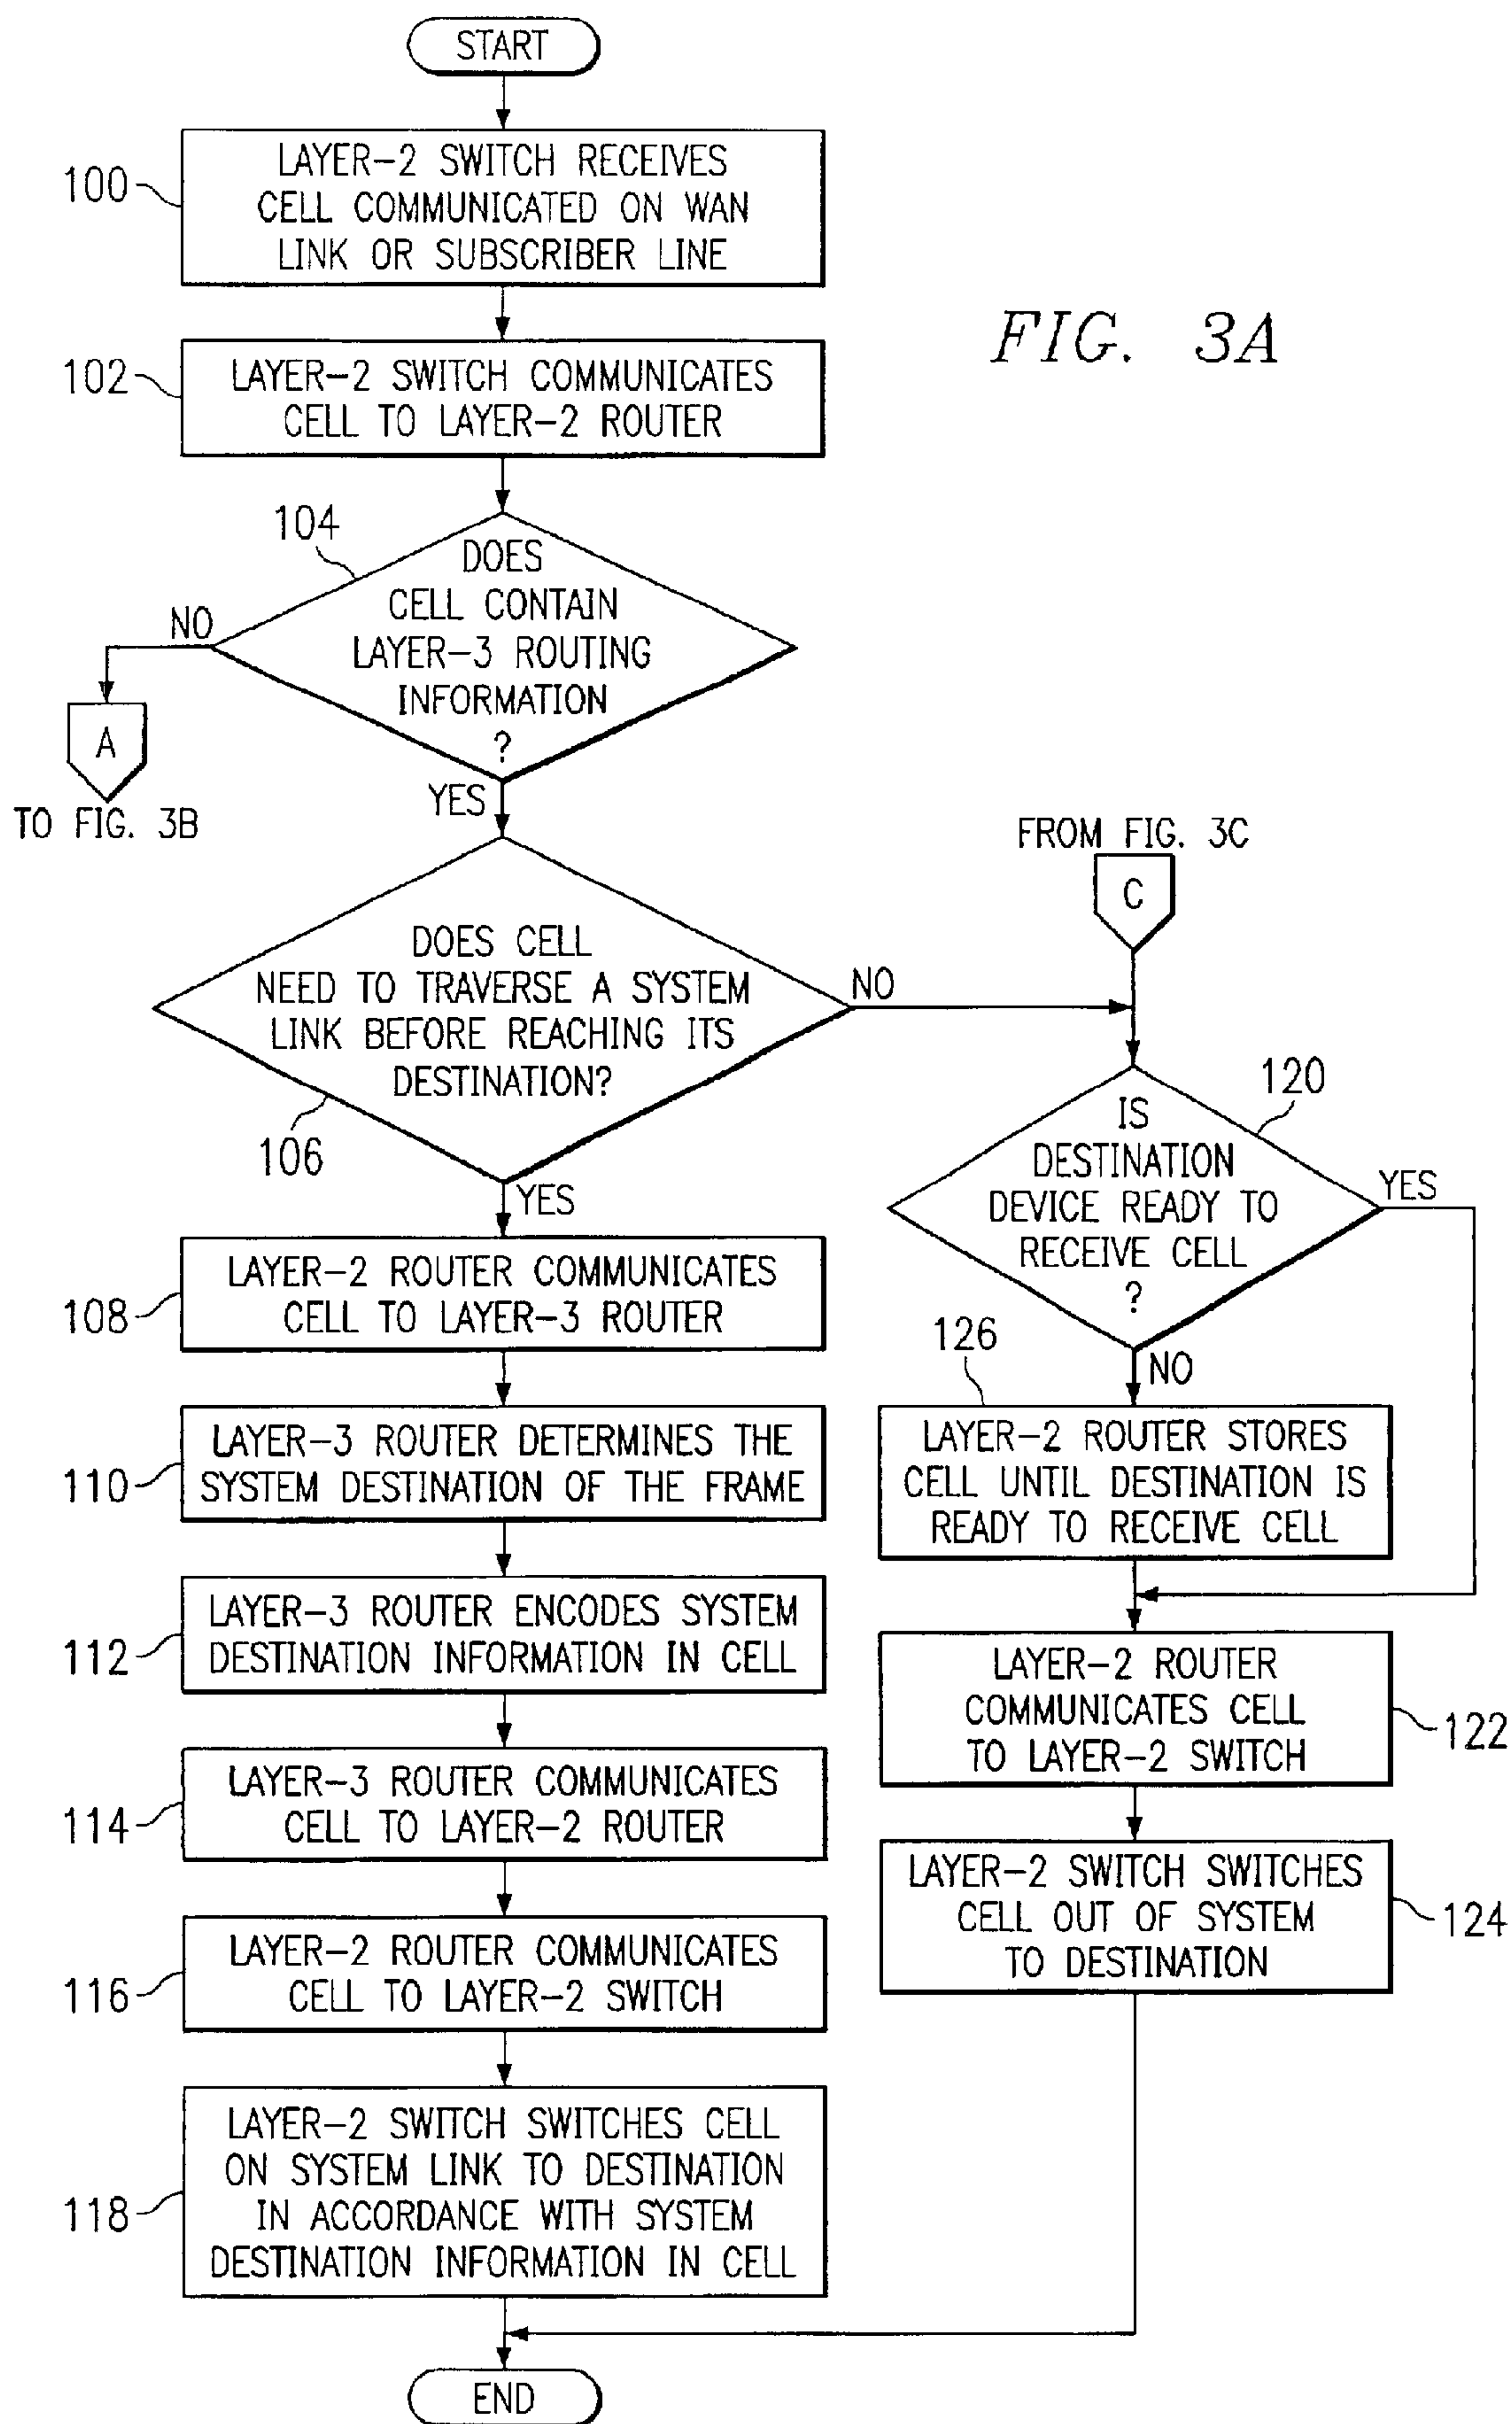 START
100
LAYER-2 SWITCH RECEIVES
CELL COMMUNICATED ON WAN
LINK OR SUBSCRIBER LINE
FIG. 3A
102
LAYER-2 SWITCH COMMUNICATES
CELL TO LAYER-2 ROUTER
104
DOES
CELL CONTAIN
LAYER-3 ROUTING
INFORMATION
?
NO
A
TO FIG. 3B
YES
FROM FIG. 3C
C
DOES CELL
NEED TO TRAVERSE A SYSTEM
LINK BEFORE REACHING ITS
DESTINATION?
106
NO
YES
120
IS
DESTINATION
DEVICE READY TO
RECEIVE CELL
?
YES
NO
108
LAYER-2 ROUTER COMMUNICATES
CELL TO LAYER-3 ROUTER
126
LAYER-2 ROUTER STORES
CELL UNTIL DESTINATION IS
READY TO RECEIVE CELL
110
LAYER-3 ROUTER DETERMINES THE
SYSTEM DESTINATION OF THE FRAME
112
LAYER-3 ROUTER ENCODES SYSTEM
DESTINATION INFORMATION IN CELL
LAYER-2 ROUTER
COMMUNICATES CELL
TO LAYER-2 SWITCH
122
114
LAYER-3 ROUTER COMMUNICATES
CELL TO LAYER-2 ROUTER
LAYER-2 SWITCH SWITCHES
CELL OUT OF SYSTEM
TO DESTINATION
124
116
LAYER-2 ROUTER COMMUNICATES
CELL TO LAYER-2 SWITCH
118
LAYER-2 SWITCH SWITCHES CELL
ON SYSTEM LINK TO DESTINATION
IN ACCORDANCE WITH SYSTEM
DESTINATION INFORMATION IN CELL
END